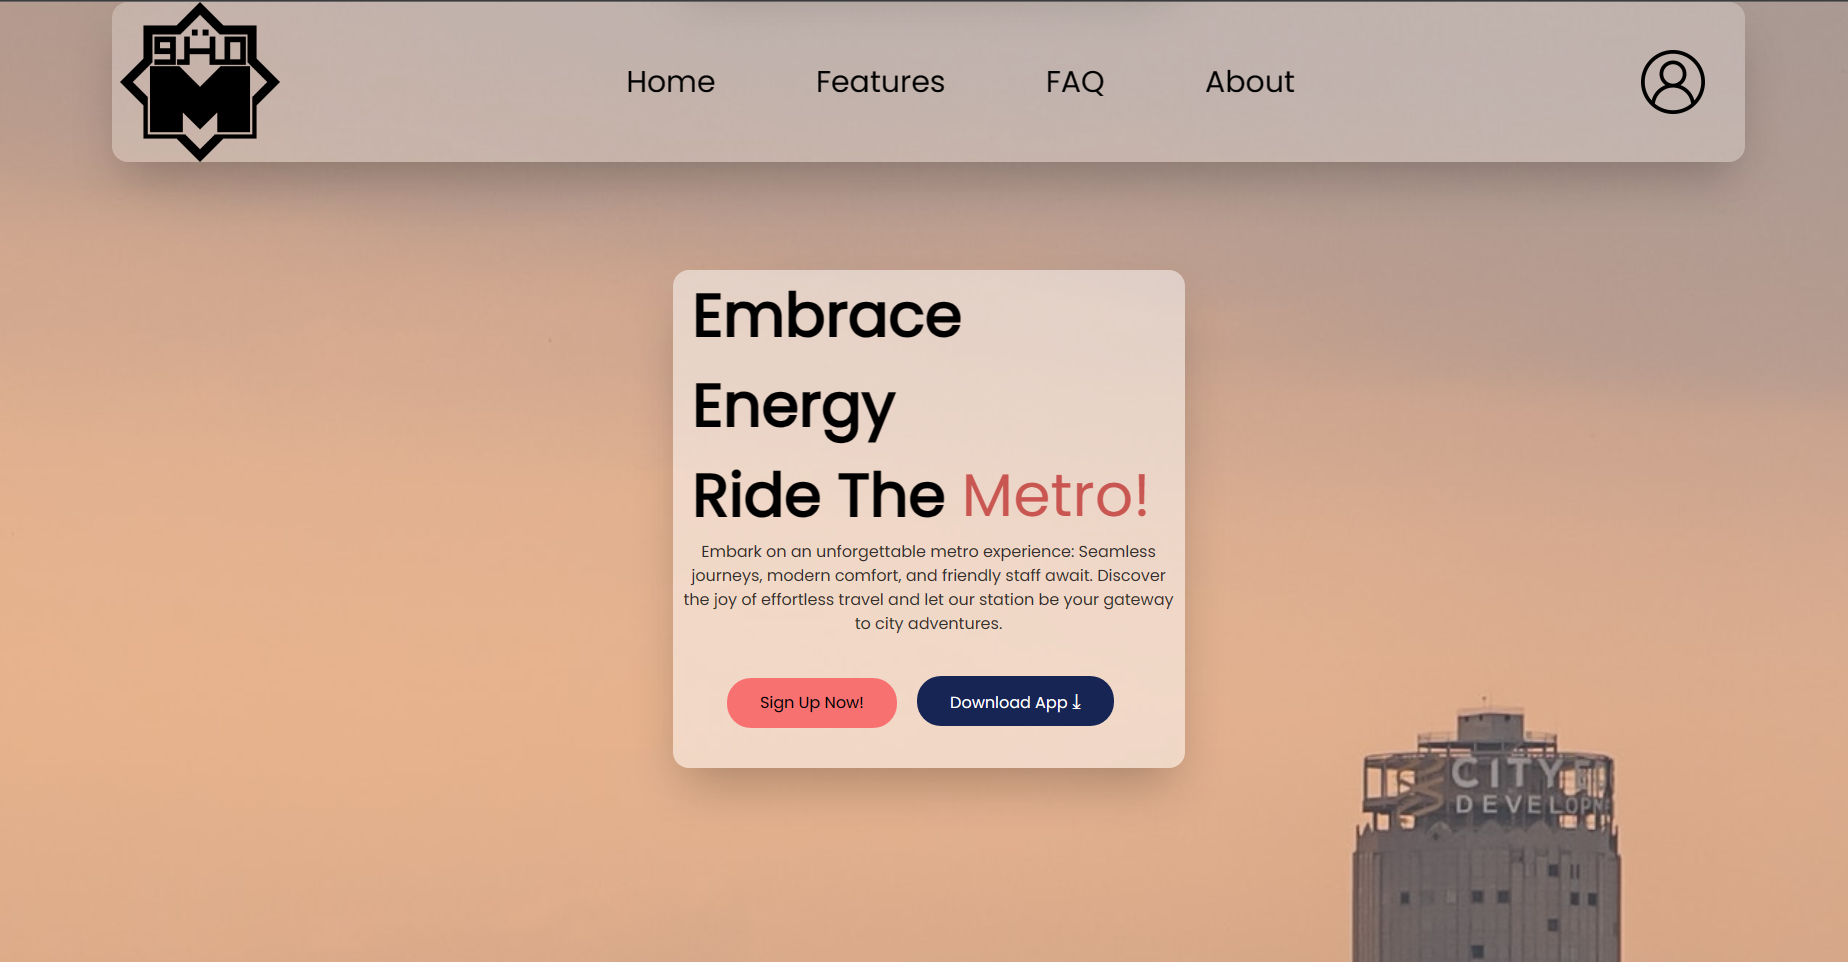 مترو
M
Home Features FAQ About
Embrace
Energy
Ride The Metro!
Embark on an unforgettable metro experience: Seamless
journeys, modern comfort, and friendly staff await. Discover
the joy of effortless travel and let our station be your gateway
to city adventures.
Sign Up Now! Download App
CITY